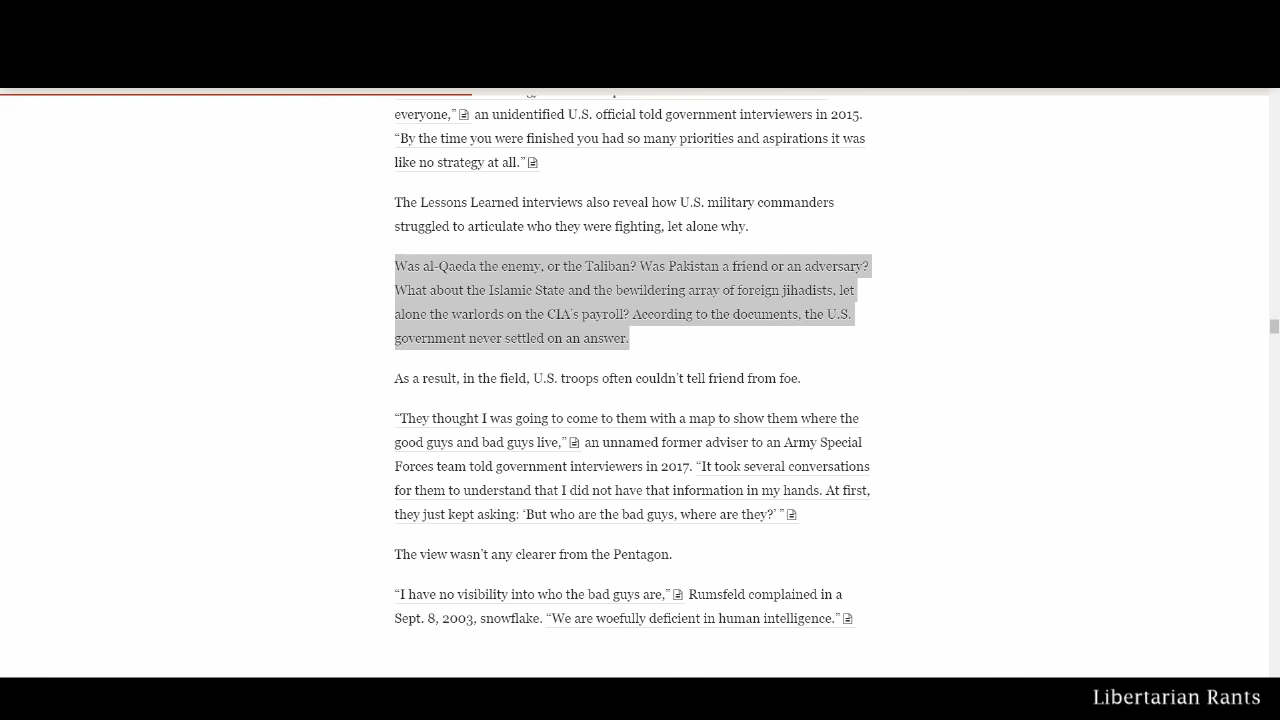 everyone,” an unidentified U.S. official told government interviewers in 2015.
“By the time you were finished you had so many priorities and aspirations it was
like no strategy at all.”
The Lessons Learned interviews also reveal how U.S. military commanders
struggled to articulate who they were fighting, let alone why.
Was al-Qaeda the enemy, or the Taliban? Was Pakistan a friend or an adversary?
What about the Islamic State and the bewildering array of foreign jihadists, let
alone the warlords on the CIA’s payroll? According to the documents, the U.S.
government never settled on an answer.
As a result, in the field, U.S. troops often couldn’t tell friend from foe.
“They thought I was going to come to them with a map to show them where the
good guys and bad guys live,” an unnamed former adviser to an Army Special
Forces team told government interviewers in 2017. “It took several conversations
for them to understand that I did not have that information in my hands. At first,
they just kept asking: ‘But who are the bad guys, where are they?’ ”
The view wasn’t any clearer from the Pentagon.
“I have no visibility into who the bad guys are,” Rumsfeld complained in a
Sept. 8, 2003, snowflake. “We are woefully deficient in human intelligence.”
Libertarian Rants